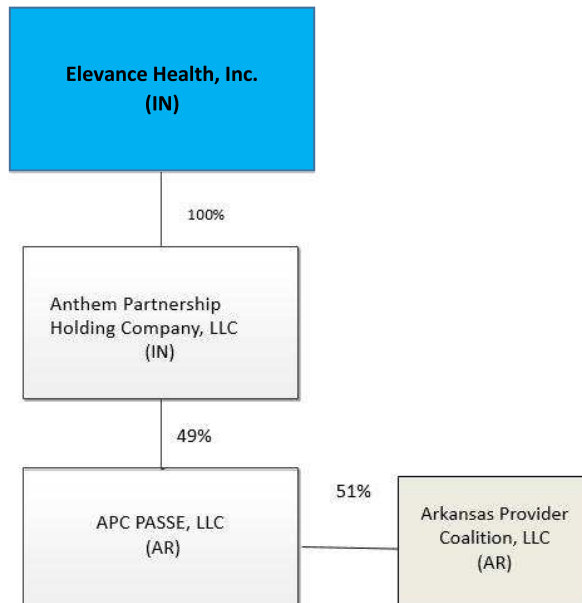 Elevance Health, Inc.
(IN)
100%
Anthem Partnership
Holding Company, LLC
(IN)
49%
APC PASSE, LLC
(AR)
51%
Arkansas Provider
Coalition, LLC
(AR)